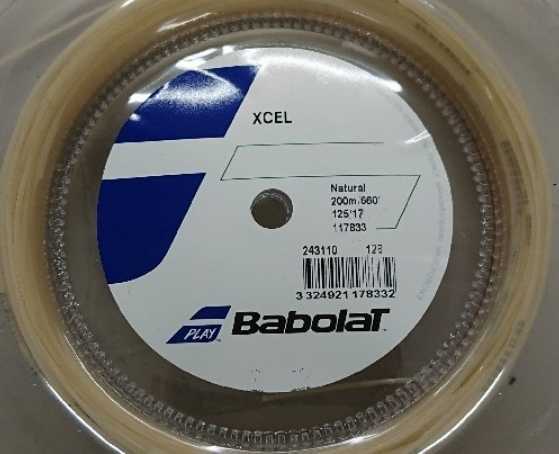 XCEL
Natural
200m/660'
125/17
117833
243110 128
3 324921 178332
PLAY BabolaT